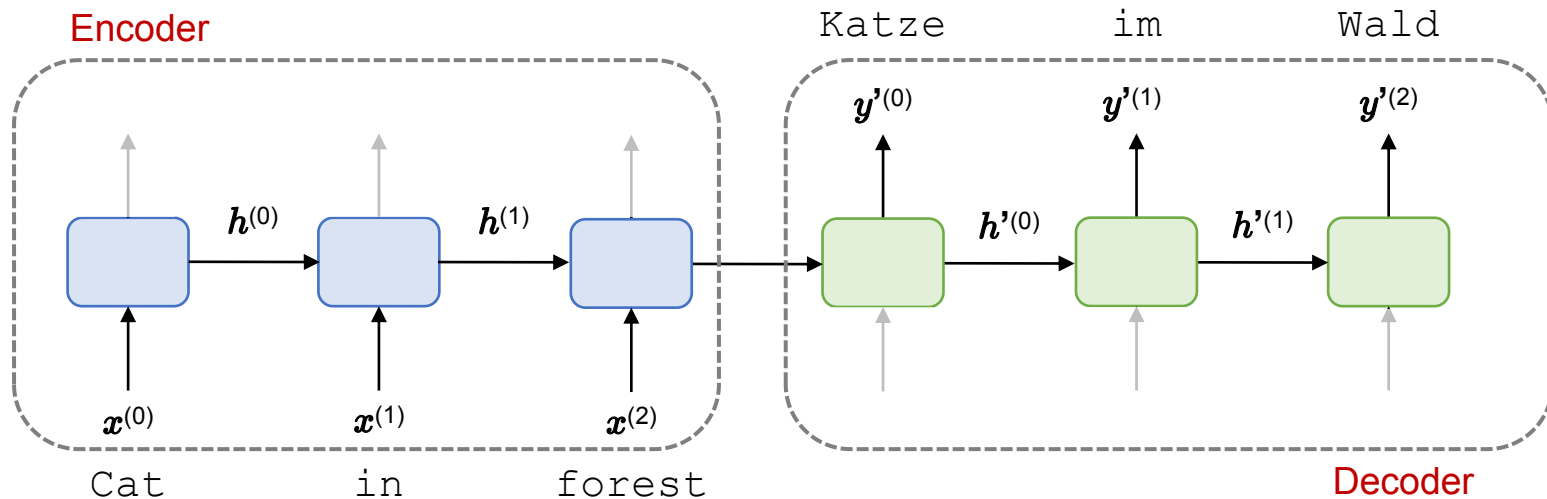 Encoder
Katze im Wald
y'(0) y'(1) y'(2)
h(0) h(1) h'(0) h'(1)
x(0) x(1) x(2)
Cat in forest
Decoder